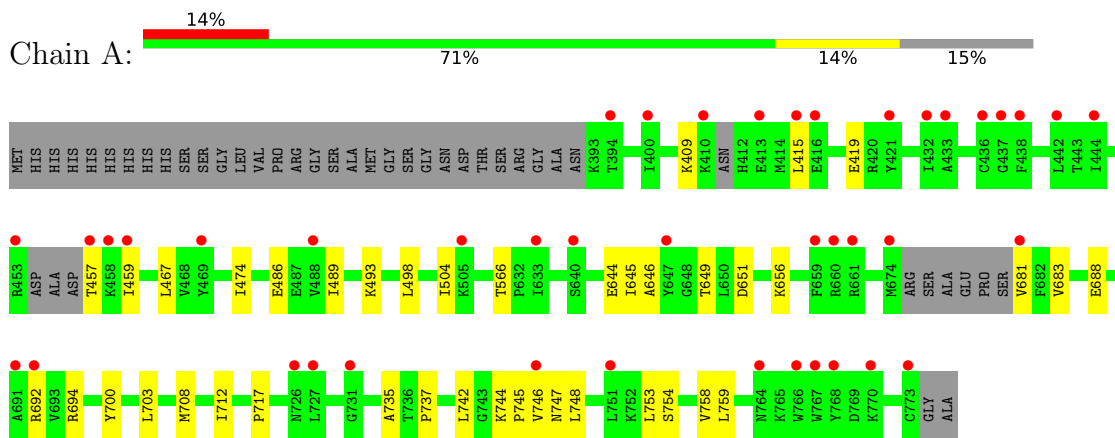 14%
Chain A:
71% 14% 15%
MET HIS HIS HIS HIS HIS HIS HIS HIS SER SER GLY LEU VAL PRO ARG GLY SER ALA MET GLY SER GLY ASN ASP THR SER ARG GLY ALA ASN K393 T394 I400 K409 K410 ASN H412 E413 M414 L415 E416 E419 R420 Y421 I432 A433 C436 G437 F438 L442 T443 I444
R453 ASP ALA ASP T457 K458 I459 L467 V468 Y469 I474 E486 E487 V488 I489 K493 L498 I504 K505 T566 P632 I633 S640 E644 I645 A646 Y647 G648 T649 L650 D651 K656 F659 R660 R661 M674 ARG SER ALA GLU PRO SER V681 F682 V683 E688
A691 R692 V693 R694 Y700 L703 M708 I712 P717 N726 L727 G731 A735 T736 P737 L742 G743 K744 P745 V746 N747 L748 L751 K752 L753 S754 V758 L759 N764 K765 W766 W767 Y768 D769 K770 C773 GLY ALA